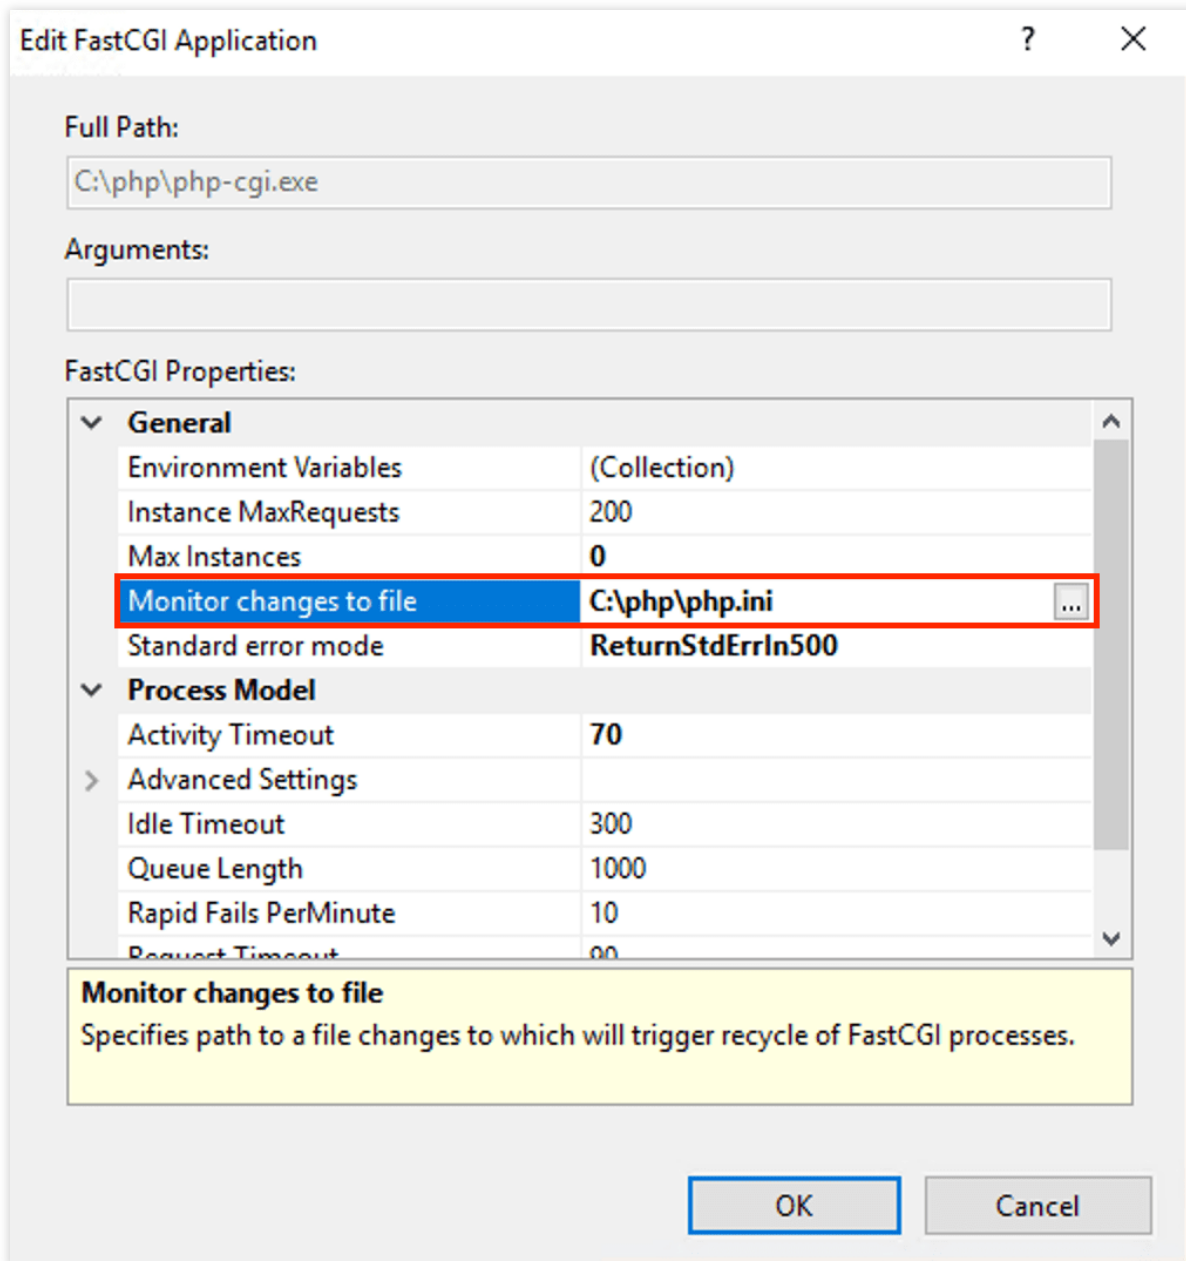 Edit FastCGI Application ?
Full Path:
C:\php\php-cgi.exe
Arguments:
FastCGI Properties:
General
Environment Variables (Collection)
Instance MaxRequests 200
Max Instances 0
Monitor changes to file C:\php\php.ini ...
Standard error mode ReturnStdErrIn500
Process Model
Activity Timeout 70
Advanced Settings
Idle Timeout 300
Queue Length 1000
Rapid Fails PerMinute 10
Request Timeout 90
Monitor changes to file
Specifies path to a file changes to which will trigger recycle of FastCGI processes.
OK Cancel